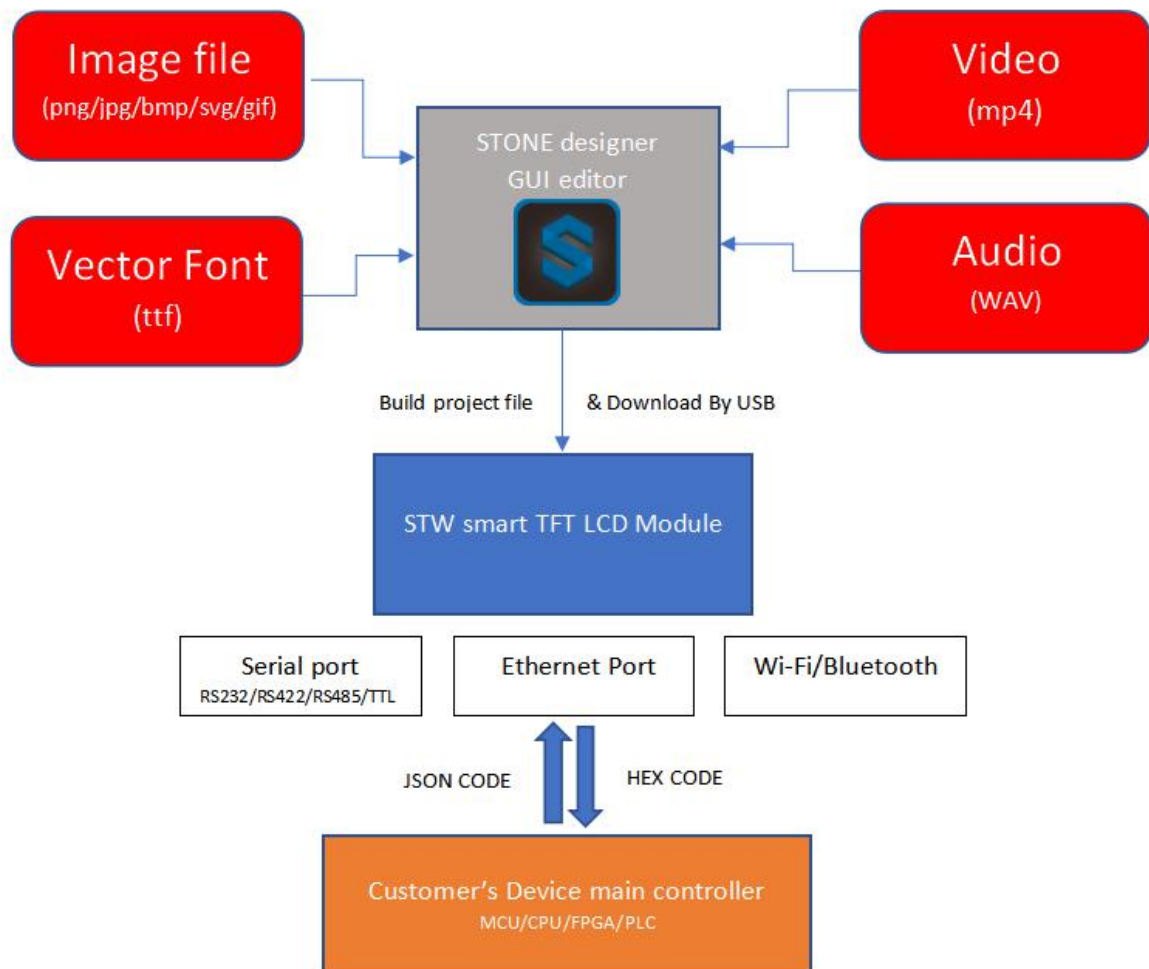 Image file
(png/jpg/bmp/svg/gif)
Video
(mp4)
STONE designer
GUI editor
Vector Font
(ttf)
Audio
(WAV)
Build project file & Download By USB
STW smart TFT LCD Module
Serial port
RS232/RS422/RS485/TTL
Ethernet Port
Wi-Fi/Bluetooth
JSON CODE
HEX CODE
Customer’s Device main controller
MCU/CPU/FPGA/PLC